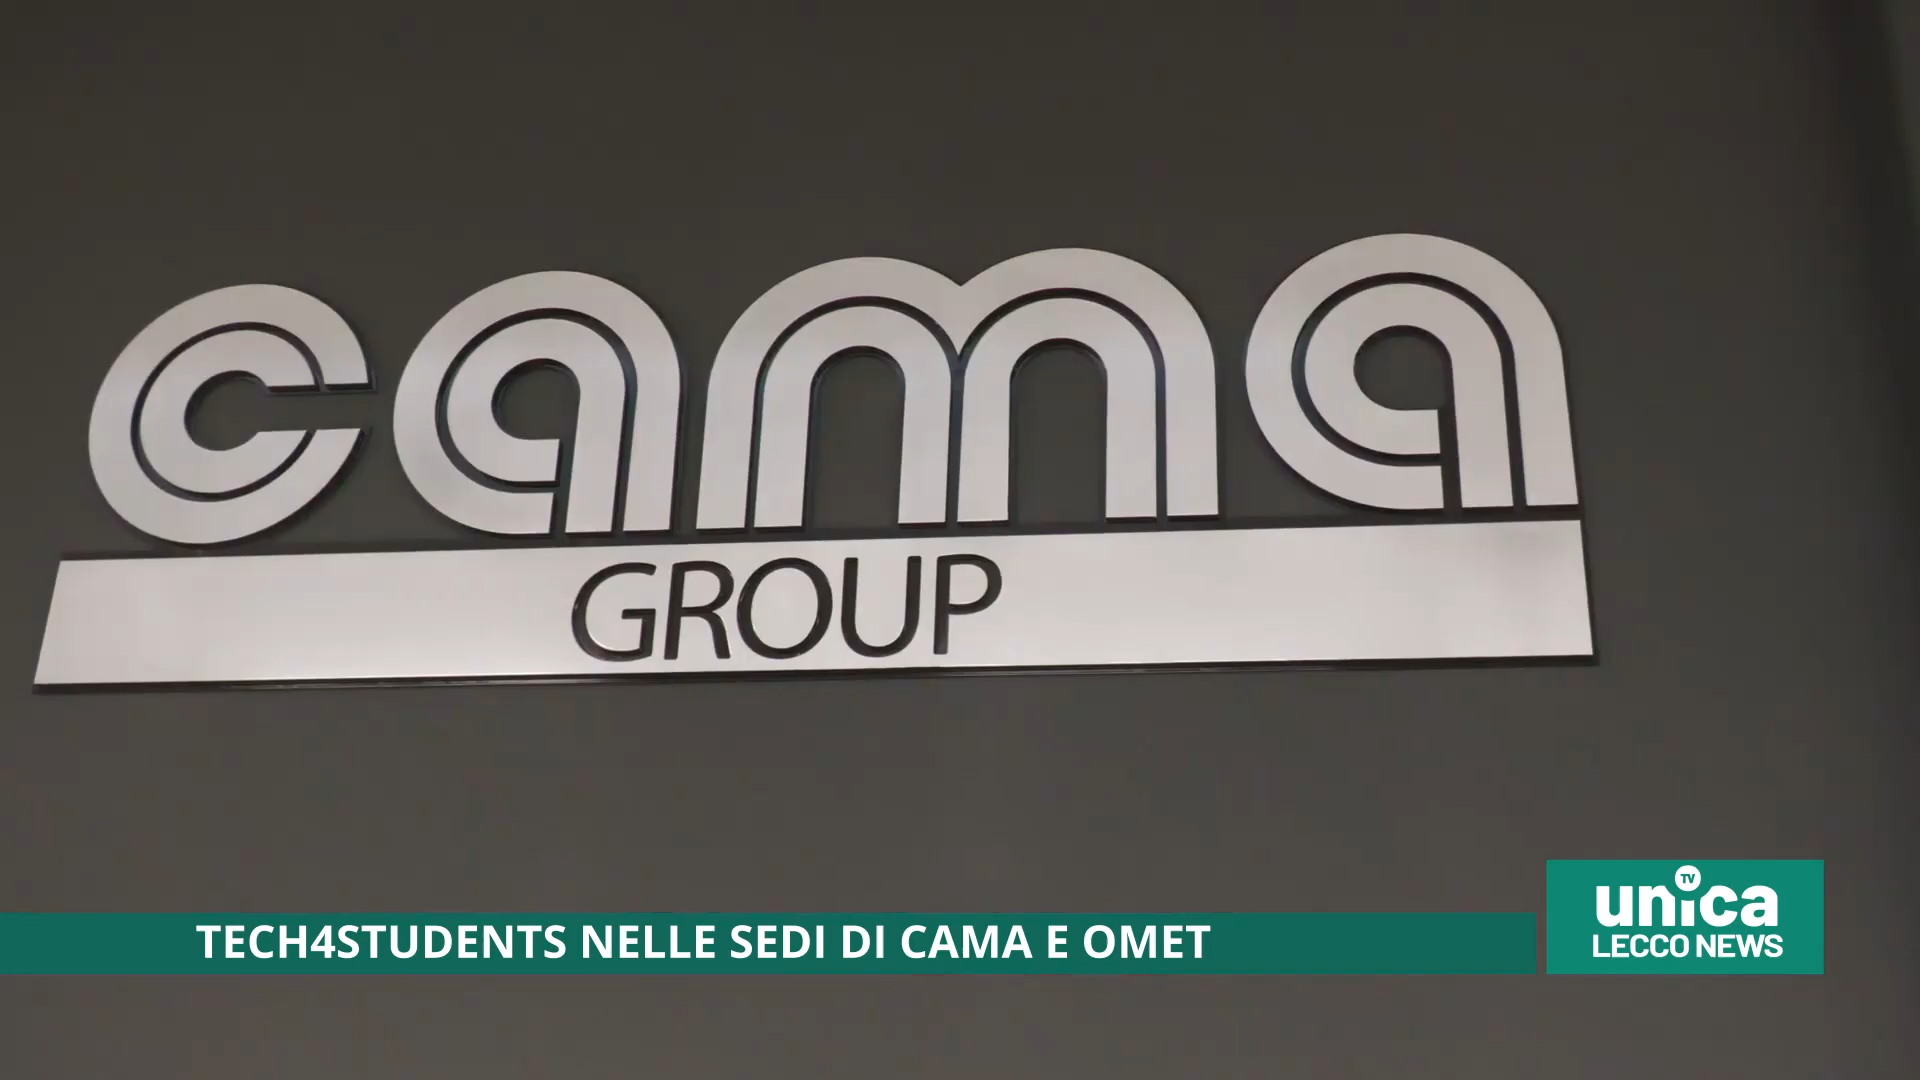 cama
GROUP
TECH4STUDENTS NELLE SEDI DI CAMA E OMET
TV
unica
LECCO NEWS